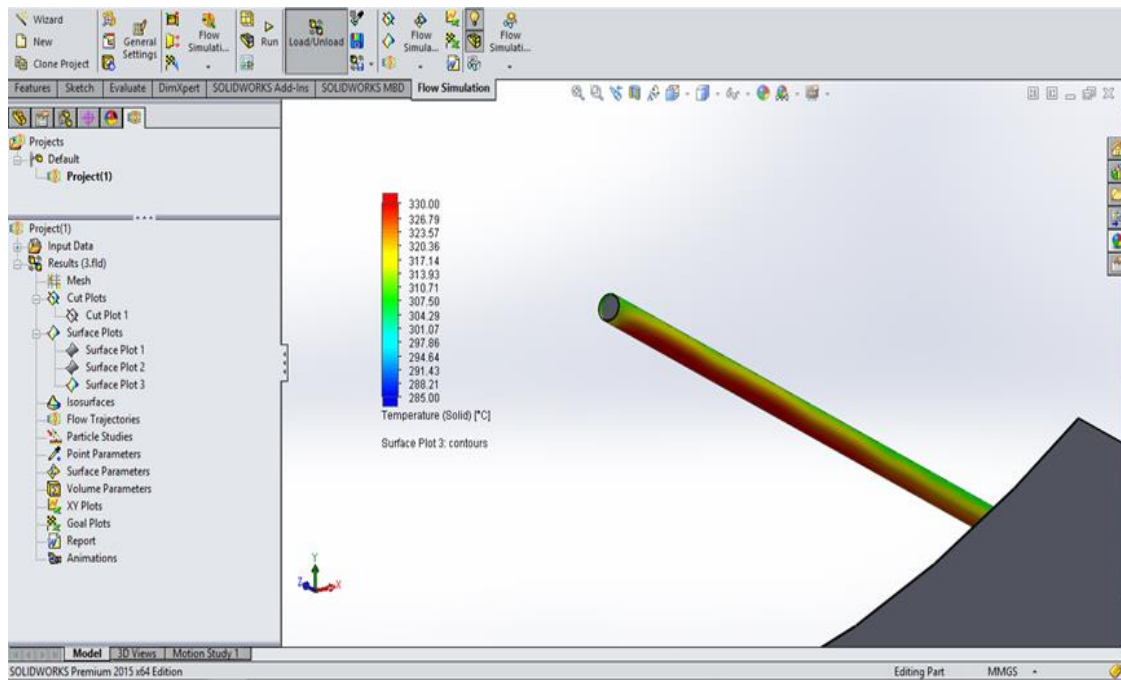 Wizard
New
Clone Project
General Settings
Flow Simulati...
Run
Load/Unload
Flow Simula...
Flow Simulati...
Features Sketch Evaluate DimXpert SOLIDWORKS Add-Ins SOLIDWORKS MBD Flow Simulation
Projects
Default
Project(1)
Project(1)
Input Data
Results (3.fld)
Mesh
Cut Plots
Cut Plot 1
Surface Plots
Surface Plot 1
Surface Plot 2
Surface Plot 3
Isosurfaces
Flow Trajectories
Particle Studies
Point Parameters
Surface Parameters
Volume Parameters
XY Plots
Goal Plots
Report
Animations
330.00
326.79
323.57
320.36
317.14
313.93
310.71
307.50
304.29
301.07
297.86
294.64
291.43
288.21
285.00
Temperature (Solid) [°C]
Surface Plot 3: contours
Y
Z
X
Model 3D Views Motion Study 1
SOLIDWORKS Premium 2015 x64 Edition
Editing Part MMGS